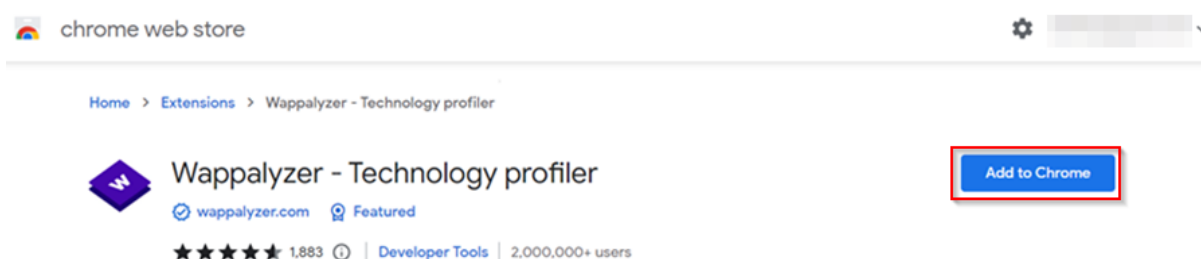 chrome web store
Home > Extensions > Wappalyzer - Technology profiler
W
Wappalyzer - Technology profiler
Add to Chrome
wappalyzer.com Featured
1,883 | Developer Tools | 2,000,000+ users